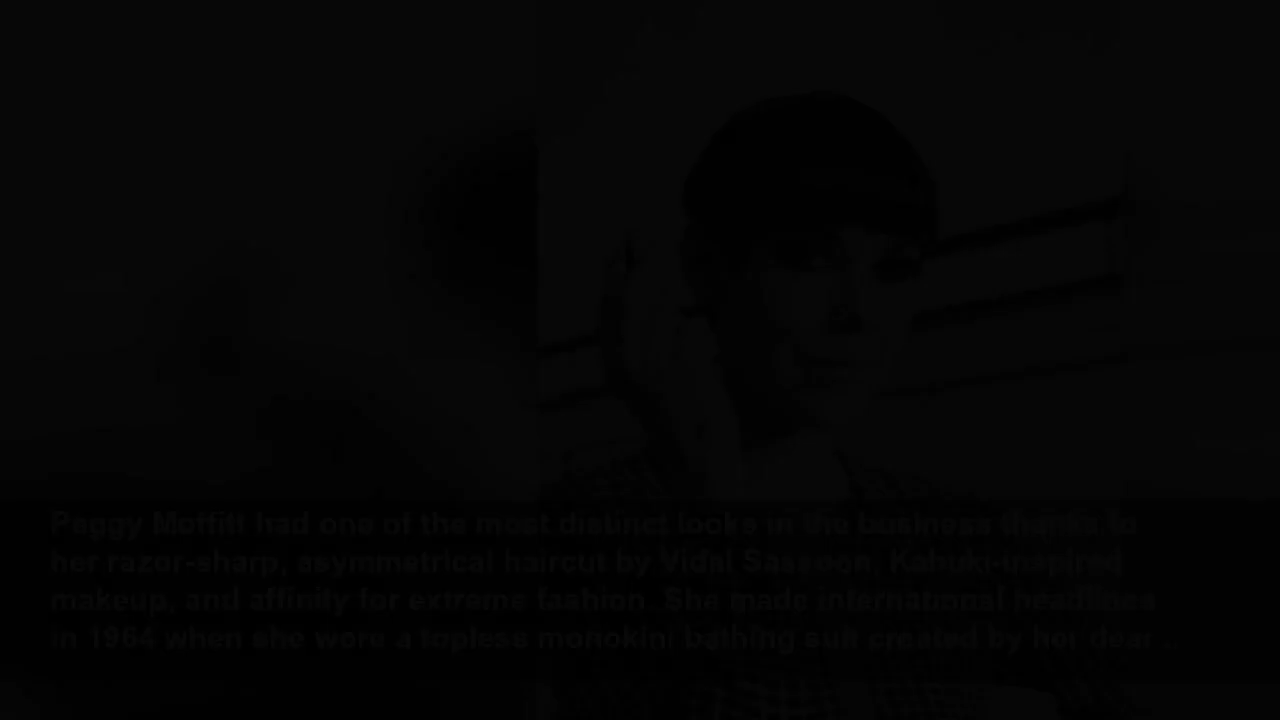 Peggy Moffitt had one of the most distinct looks in the business thanks to
her razor-sharp, asymmetrical haircut by Vidal Sassoon, Kabuki-inspired
makeup, and affinity for extreme fashion. She made international headlines
in 1964 when she wore a topless monokini bathing suit created by her dear...